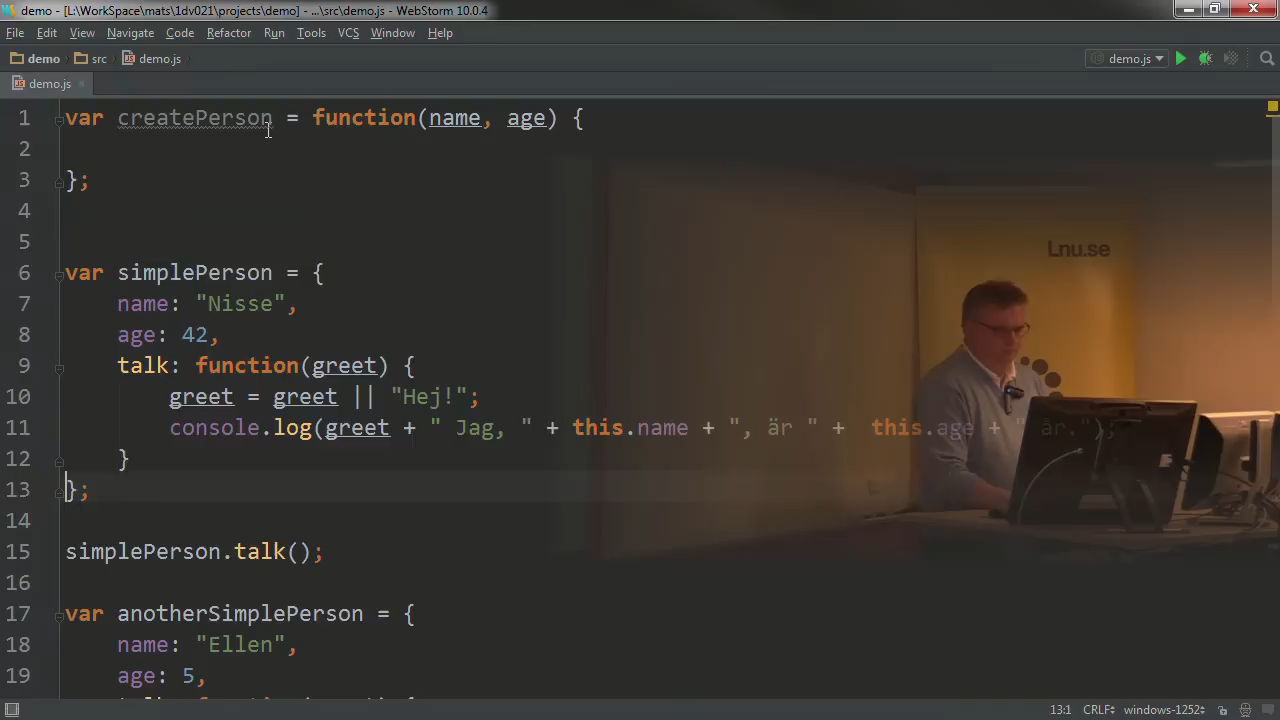 demo - [L:\WorkSpace\mats\1dv021\projects\demo] - ...\src\demo.js - WebStorm 10.0.4
File Edit View Navigate Code Refactor Run Tools VCS Window Help
demo src demo.js demo.js
demo.js
1 var createPerson = function(name, age) {
2
3 };
4
5
6 var simplePerson = {
7 name: "Nisse",
8 age: 42,
9 talk: function(greet) {
10 greet = greet || "Hej!";
11 console.log(greet + " Jag, " + this.name + ", är " + this.age + " år.");
12 }
13 };
14
15 simplePerson.talk();
16
17 var anotherSimplePerson = {
18 name: "Ellen",
19 age: 5,
Lnu.se
13:1 CRLF windows-1252